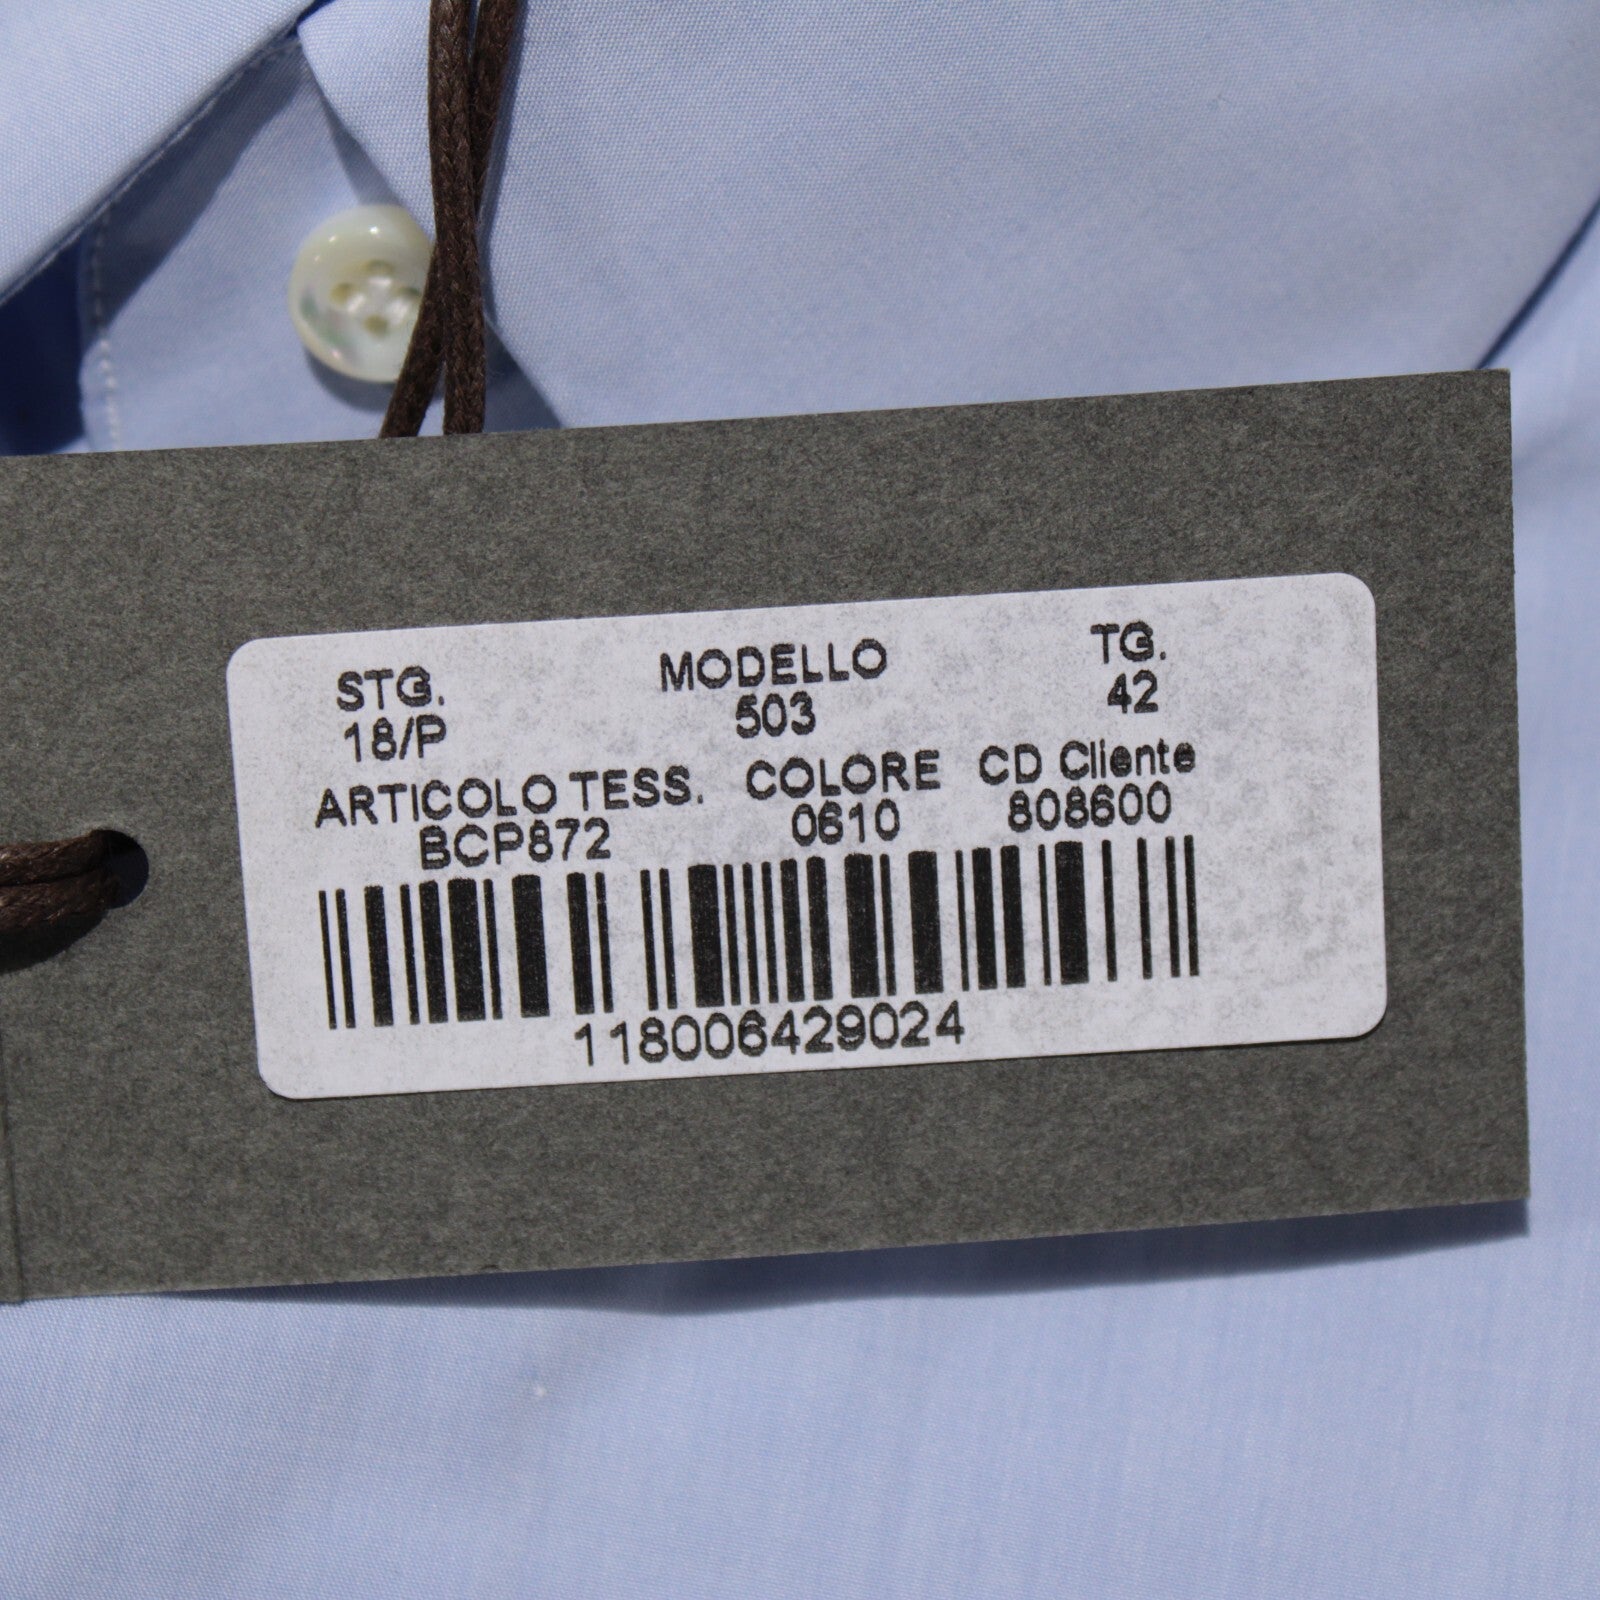 STG. MODELLO TG.
18/P 503 42
ARTICOLO TESS. COLORE CD Cliente
BCP872 0610 808600
118006429024